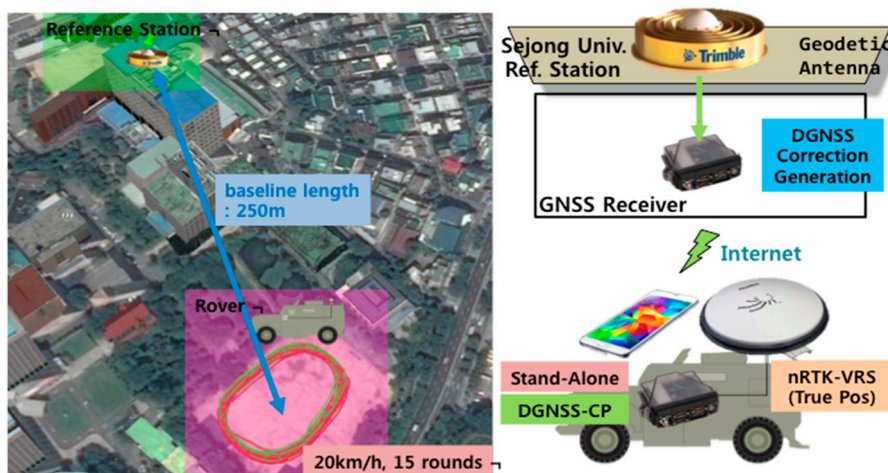 Reference Station ¬
Trimble
baseline length
: 250m
Rover ¬
20km/h, 15 rounds ¬
Sejong Univ.
Ref. Station
Trimble
Geodetic
Antenna
DGNSS
Correction
Generation
GNSS Receiver
Internet
Stand-Alone
DGNSS-CP
nRTK-VRS
(True Pos)